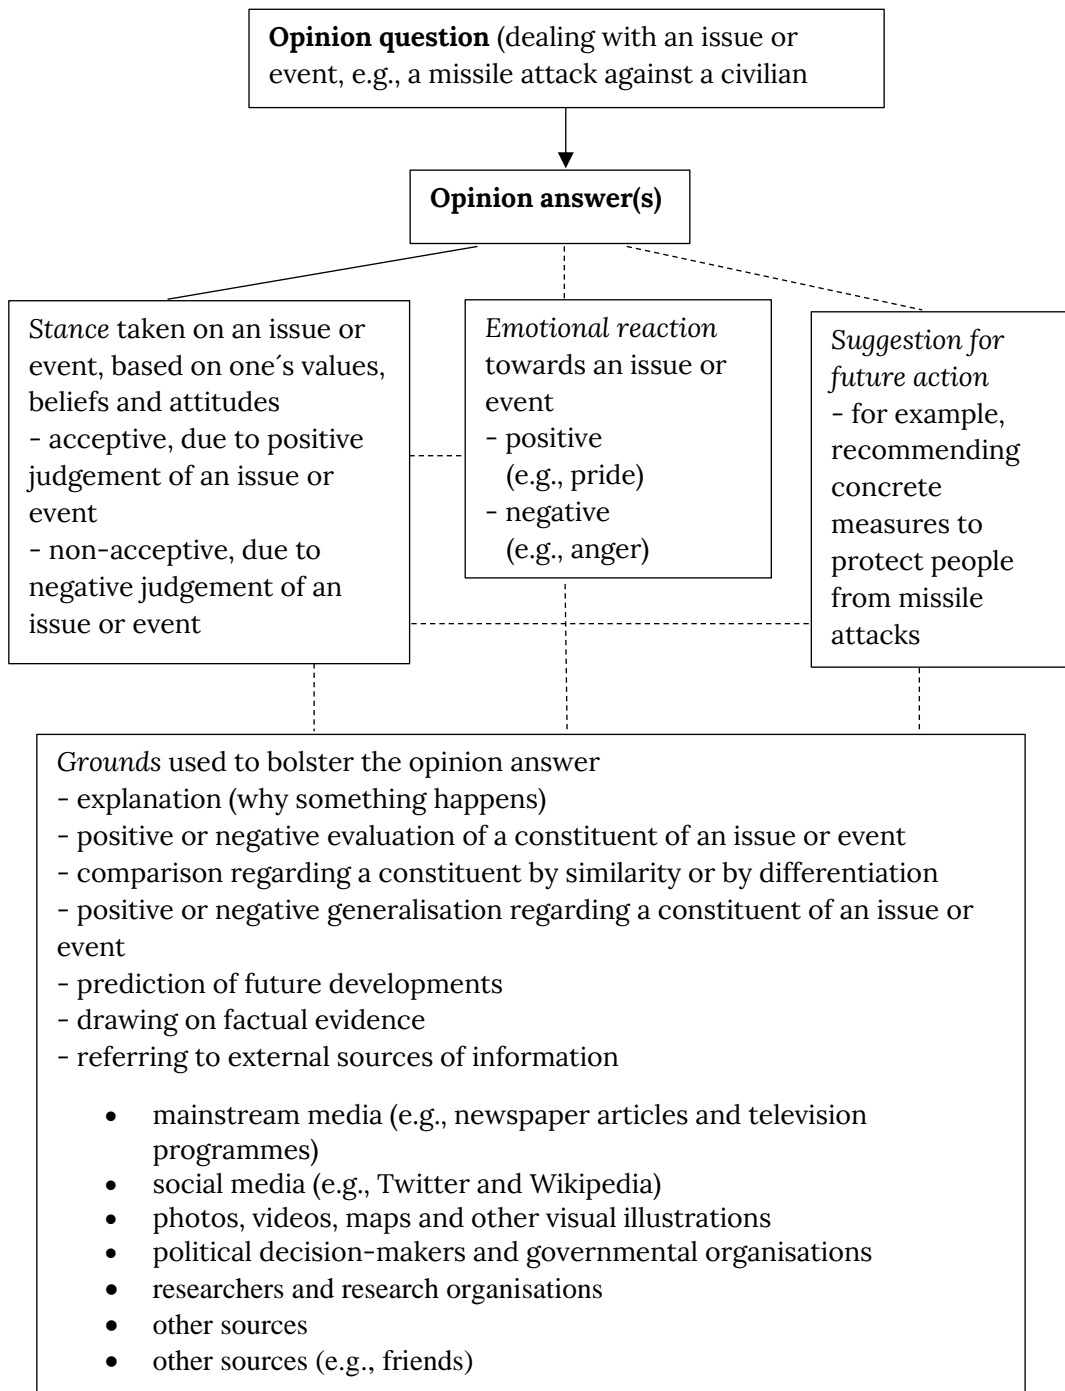 Opinion question (dealing with an issue or
event, e.g., a missile attack against a civilian
Opinion answer(s)
Stance taken on an issue or
event, based on one´s values,
beliefs and attitudes
- acceptive, due to positive
judgement of an issue or
event
- non-acceptive, due to
negative judgement of an
issue or event
Emotional reaction
towards an issue or
event
- positive
(e.g., pride)
- negative
(e.g., anger)
Suggestion for
future action
- for example,
recommending
concrete
measures to
protect people
from missile
attacks
Grounds used to bolster the opinion answer
- explanation (why something happens)
- positive or negative evaluation of a constituent of an issue or event
- comparison regarding a constituent by similarity or by differentiation
- positive or negative generalisation regarding a constituent of an issue or
event
- prediction of future developments
- drawing on factual evidence
- referring to external sources of information
• mainstream media (e.g., newspaper articles and television
programmes)
• social media (e.g., Twitter and Wikipedia)
• photos, videos, maps and other visual illustrations
• political decision-makers and governmental organisations
• researchers and research organisations
• other sources
• other sources (e.g., friends)